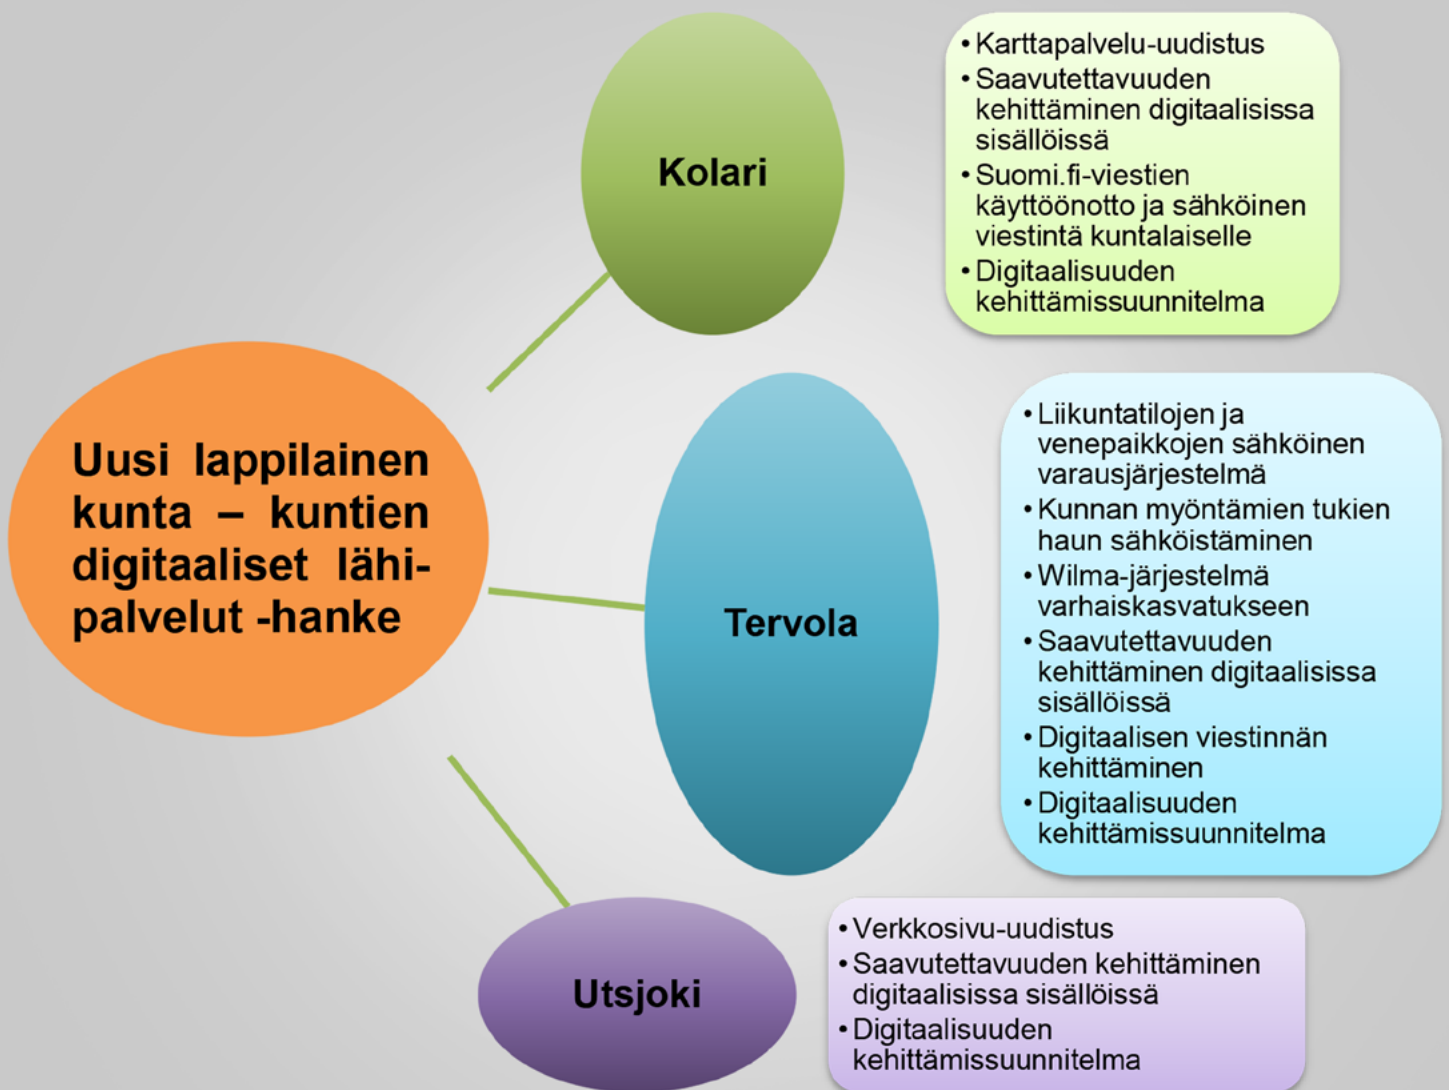 Uusi lappilainen
kunta – kuntien
digitaaliset lähi-
palvelut -hanke
Kolari
• Karttapalvelu-uudistus
• Saavutettavuuden
kehittäminen digitaalisissa
sisällöissä
• Suomi.fi-viestien
käyttöönotto ja sähköinen
viestintä kuntalaiselle
• Digitaalisuuden
kehittämissuunnitelma
Tervola
• Liikuntatilojen ja
venepaikkojen sähköinen
varausjärjestelmä
• Kunnan myöntämien tukien
haun sähköistäminen
• Wilma-järjestelmä
varhaiskasvatukseen
• Saavutettavuuden
kehittäminen digitaalisissa
sisällöissä
• Digitaalisen viestinnän
kehittäminen
• Digitaalisuuden
kehittämissuunnitelma
Utsjoki
• Verkkosivu-uudistus
• Saavutettavuuden kehittäminen
digitaalisissa sisällöissä
• Digitaalisuuden
kehittämissuunnitelma